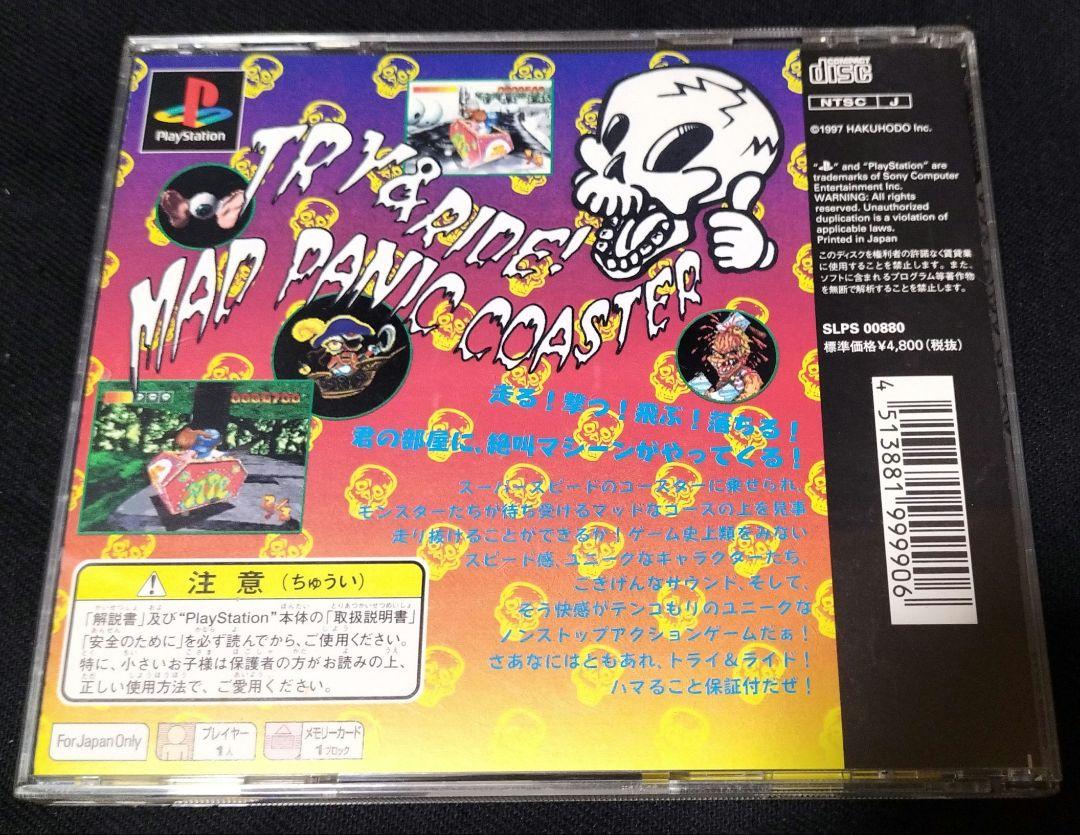 PlayStation
TRY & RIDE!
MAD PANIC COASTER
0002700
MPC
走る！撃つ！飛ぶ！落ちる！
君の部屋に、絶叫マシーンがやってくる！
スーパースピードのコースターに乗せられ、
モンスターたちが待ち受けるマッドなコースの上を見事
走り抜けることができるか！ゲーム史上類をみない
スピード感、ユニークなキャラクターたち、
ごきげんなサウンド、そして、
そう快感がテンコもりのユニークな
ノンストップアクションゲームだぁ！
さあなにはともあれ、トライ＆ライド！
ハマること保証付だぜ！
注意（ちゅうい）
「解説書」及び“PlayStation”本体の「取扱説明書」
「安全のために」を必ず読んでから、ご使用ください。
特に、小さいお子様は保護者の方がお読みの上、
正しい使用方法で、ご愛用ください。
For Japan Only
プレイヤー
1人
メモリーカード
1ブロック
COMPACT
disc
NTSC J
©1997 HAKUHODO Inc.
" " and "PlayStation" are
trademarks of Sony Computer
Entertainment Inc.
WARNING: All rights
reserved. Unauthorized
duplication is a violation of
applicable laws.
Printed in Japan
このディスクを権利者の許諾なく賃貸業
に使用することを禁止します。また、
ソフトに含まれるプログラム等著作物
を無断で解析することを禁止します。
SLPS 00880
標準価格¥4,800（税抜）
4 513881 999906